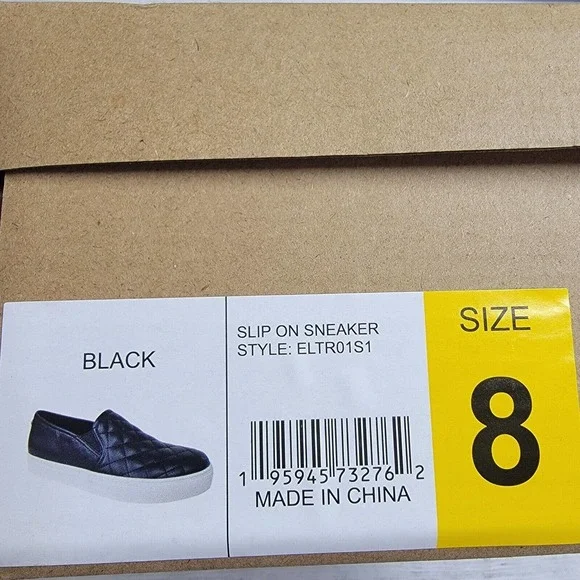 BLACK
SLIP ON SNEAKER
STYLE: ELTR01S1
1 95945 73276 2
MADE IN CHINA
SIZE
8